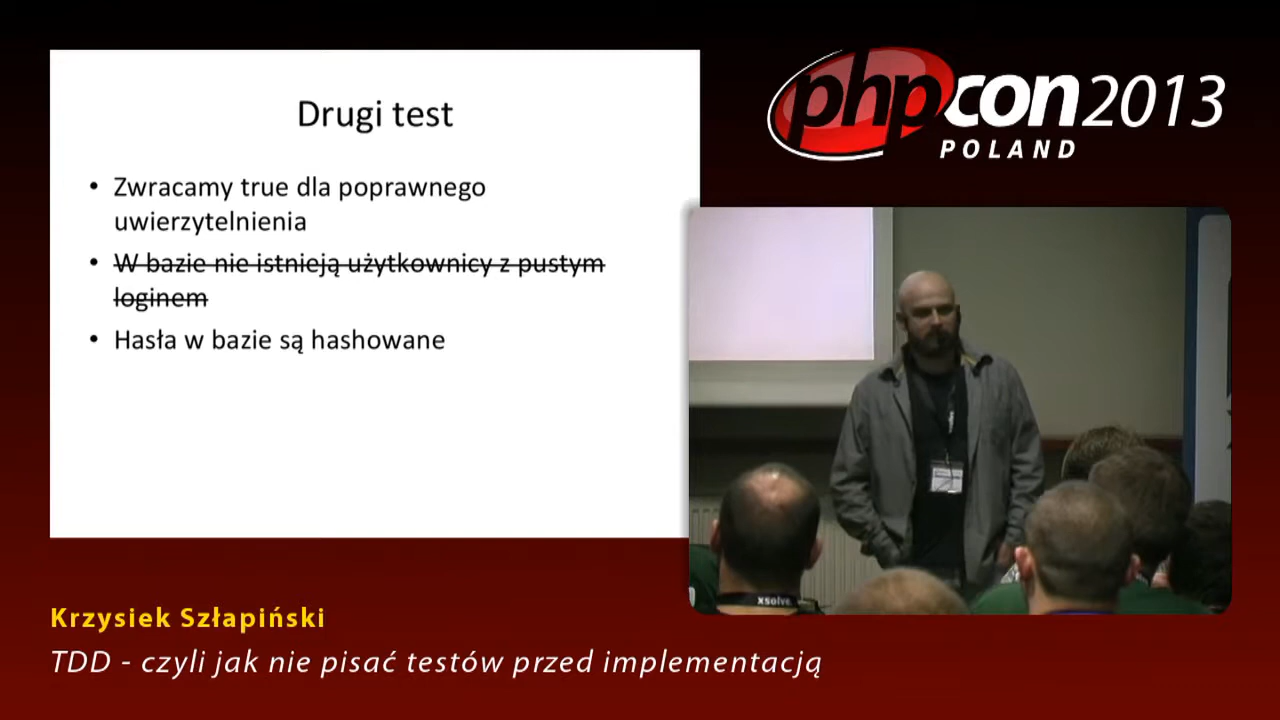 Drugi test
• Zwracamy true dla poprawnego
uwierzytelnienia
• W bazie nie istnieją użytkownicy z pustym
loginem
• Hasła w bazie są hashowane
phpcon2013
POLAND
xsolve
Krzysiek Szłapiński
TDD - czyli jak nie pisać testów przed implementacją